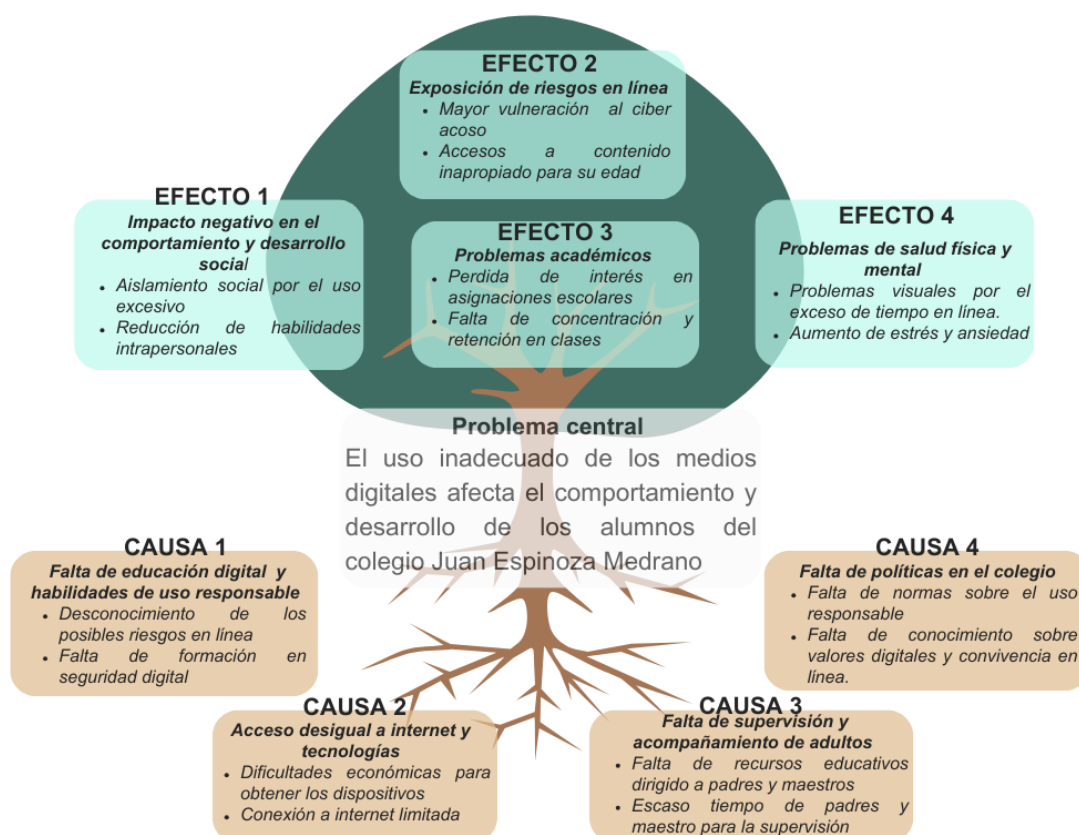 EFECTO 2
Exposición de riesgos en línea
• Mayor vulneración al ciber
acoso
• Accesos a contenido
inapropiado para su edad
EFECTO 1
Impacto negativo en el
comportamiento y desarrollo
social
• Aislamiento social por el uso
excesivo
• Reducción de habilidades
intrapersonales
EFECTO 3
Problemas académicos
• Perdida de interés en
asignaciones escolares
• Falta de concentración y
retención en clases
EFECTO 4
Problemas de salud física y
mental
• Problemas visuales por el
exceso de tiempo en línea.
• Aumento de estrés y ansiedad
Problema central
El uso inadecuado de los medios
digitales afecta el comportamiento y
desarrollo de los alumnos del
colegio Juan Espinoza Medrano
CAUSA 1
Falta de educación digital y
habilidades de uso responsable
• Desconocimiento de los
posibles riesgos en línea
• Falta de formación en
seguridad digital
CAUSA 2
Acceso desigual a internet y
tecnologías
• Dificultades económicas para
obtener los dispositivos
• Conexión a internet limitada
CAUSA 3
Falta de supervisión y
acompañamiento de adultos
• Falta de recursos educativos
dirigido a padres y maestros
• Escaso tiempo de padres y
maestro para la supervisión
CAUSA 4
Falta de políticas en el colegio
• Falta de normas sobre el uso
responsable
• Falta de conocimiento sobre
valores digitales y convivencia en
línea.